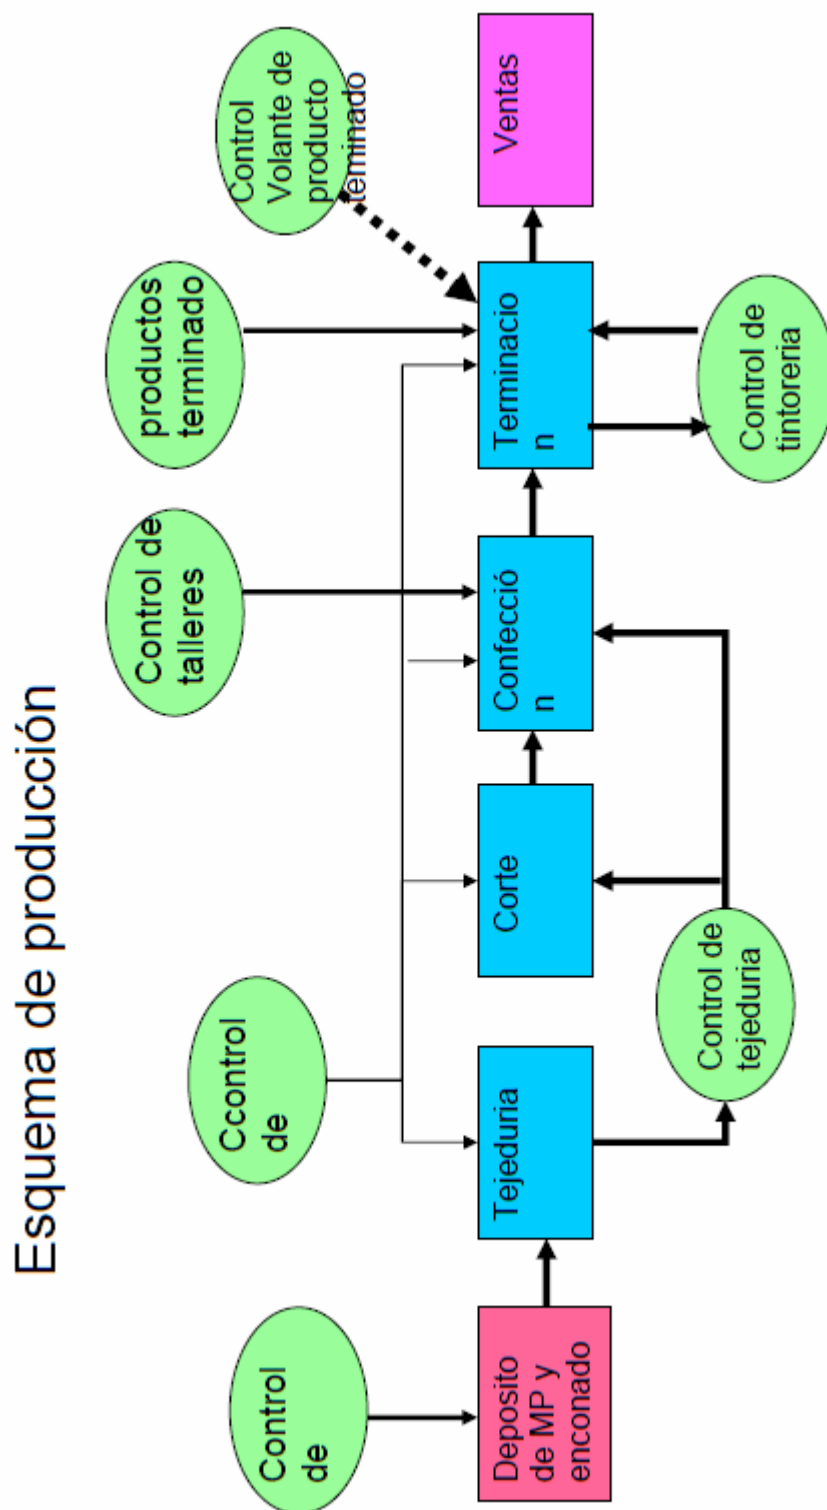 Esquema de producción
Control
de
Ccontrol
de
Control de
talleres
productos
terminado
Control
Volante de
producto
teminado
Deposito
de MP y
enconado
Tejeduria
Corte
Confecció
n
Terminacio
n
Ventas
Control de
tejeduria
Control de
tintoreria